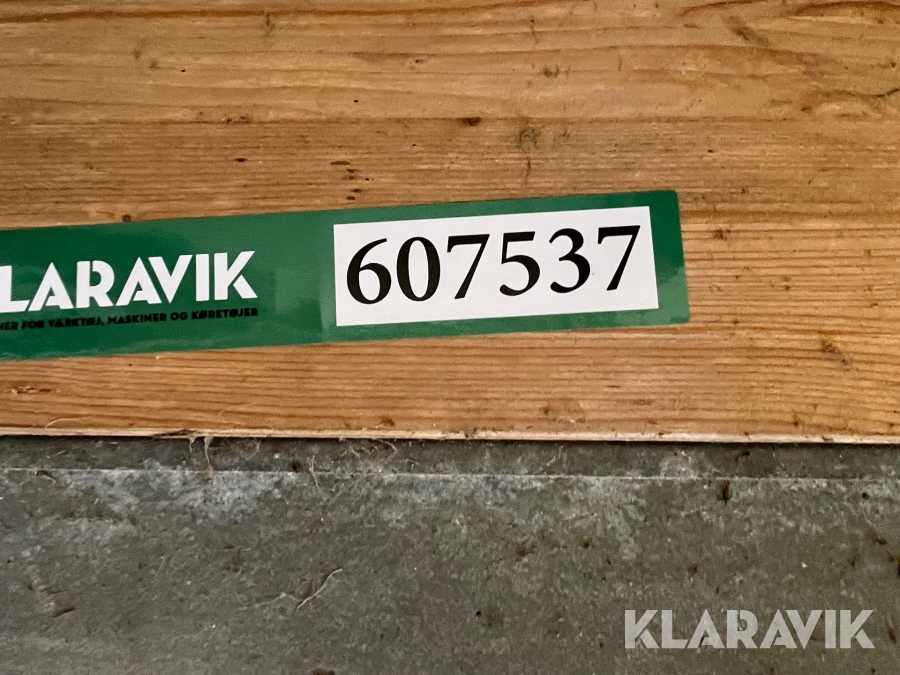 LARAVIK
NER FOR VÆRKTØJ, MASKINER OG KØRETØJER
607537
KLARAVIK